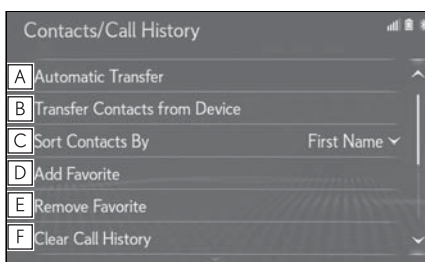 Contacts/Call History
A Automatic Transfer
B Transfer Contacts from Device
C Sort Contacts By First Name
D Add Favorite
E Remove Favorite
F Clear Call History